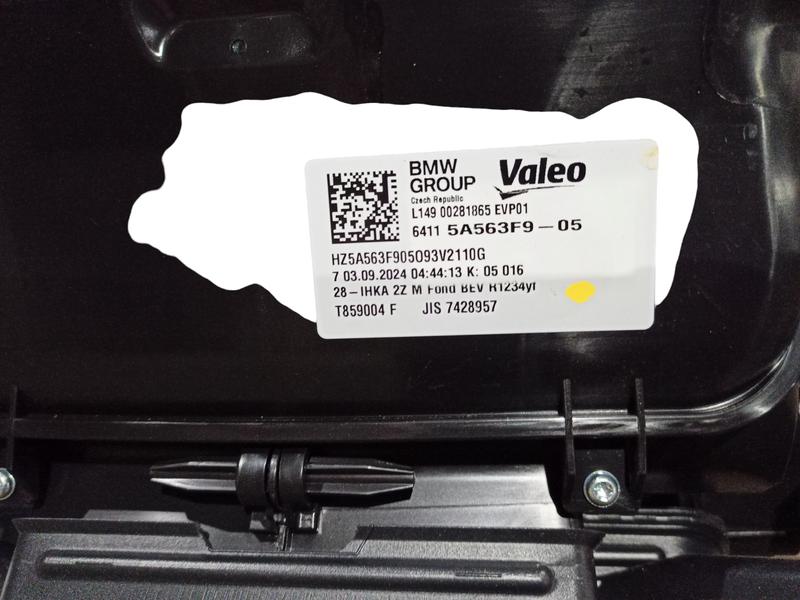 BMW GROUP
Valeo
Czech Republic
L149 00281865 EVP01
6411 5A563F9-05
HZ5A563F905O93V2110G
7 03.09.2024 04:44:13 K: 05 016
28-IHKA 2Z M Fond BEV R1234yf
T859004 F JIS 7428957